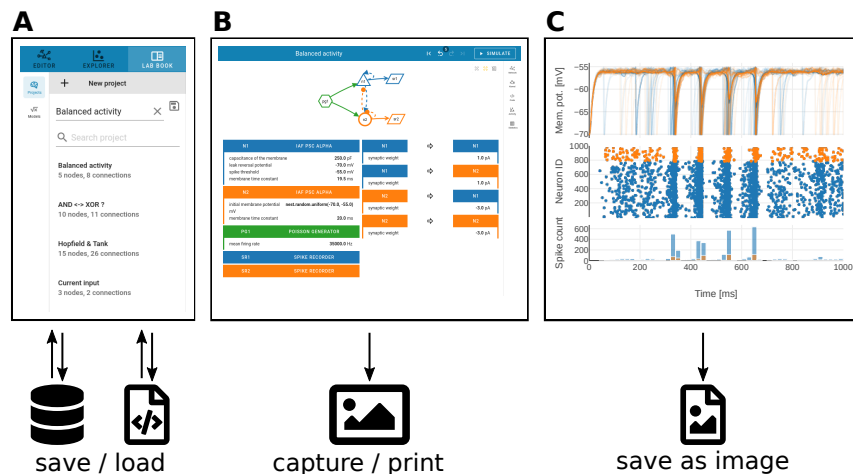 A
B
C
EDITOR
EXPLORER
LAB BOOK
Projects
Models
+ New project
Balanced activity
Search project
Balanced activity
5 nodes, 8 connections
AND <-> XOR ?
10 nodes, 11 connections
Hopfield & Tank
15 nodes, 26 connections
Current input
3 nodes, 2 connections
Balanced activity
SIMULATE
N1 IAF PSC ALPHA
capacitance of the membrane 250.0 pF
leak reversal potential -70.0 mV
spike threshold -55.0 mV
membrane time constant 19.5 ms
N2 IAF PSC ALPHA
initial membrane potential nest.random.uniform(-70.0, -55.0)
mV
membrane time constant 20.0 ms
PG1 POISSON GENERATOR
mean firing rate 35000.0 Hz
SR1 SPIKE RECORDER
SR2 SPIKE RECORDER
N1 N1
synaptic weight 1.0 pA
N1 N2
synaptic weight 1.0 pA
N2 N1
synaptic weight -3.0 pA
N2 N2
synaptic weight -3.0 pA
Mem. pot. [mV]
−55
−60
−70
Neuron ID
1000
800
600
400
200
0
Spike count
500
0
0 200 400 600 800 1000
Time [ms]
save / load
capture / print
save as image